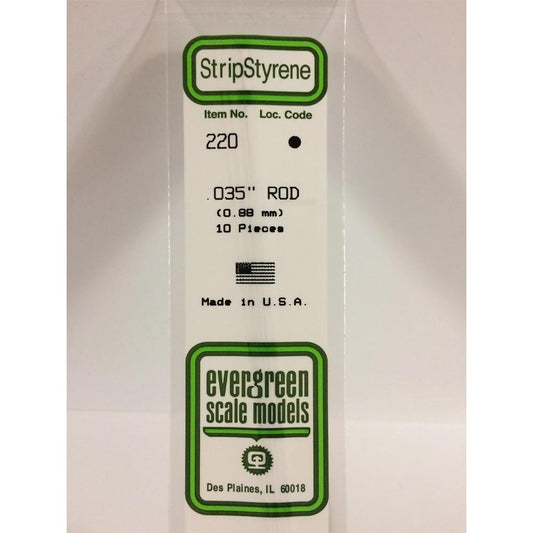 StripStyrene
Item No. Loc. Code
220
.035" ROD
(0.88 mm)
10 Pieces
Made in U.S.A.
evergreen
scale models
Des Plaines, IL 60018